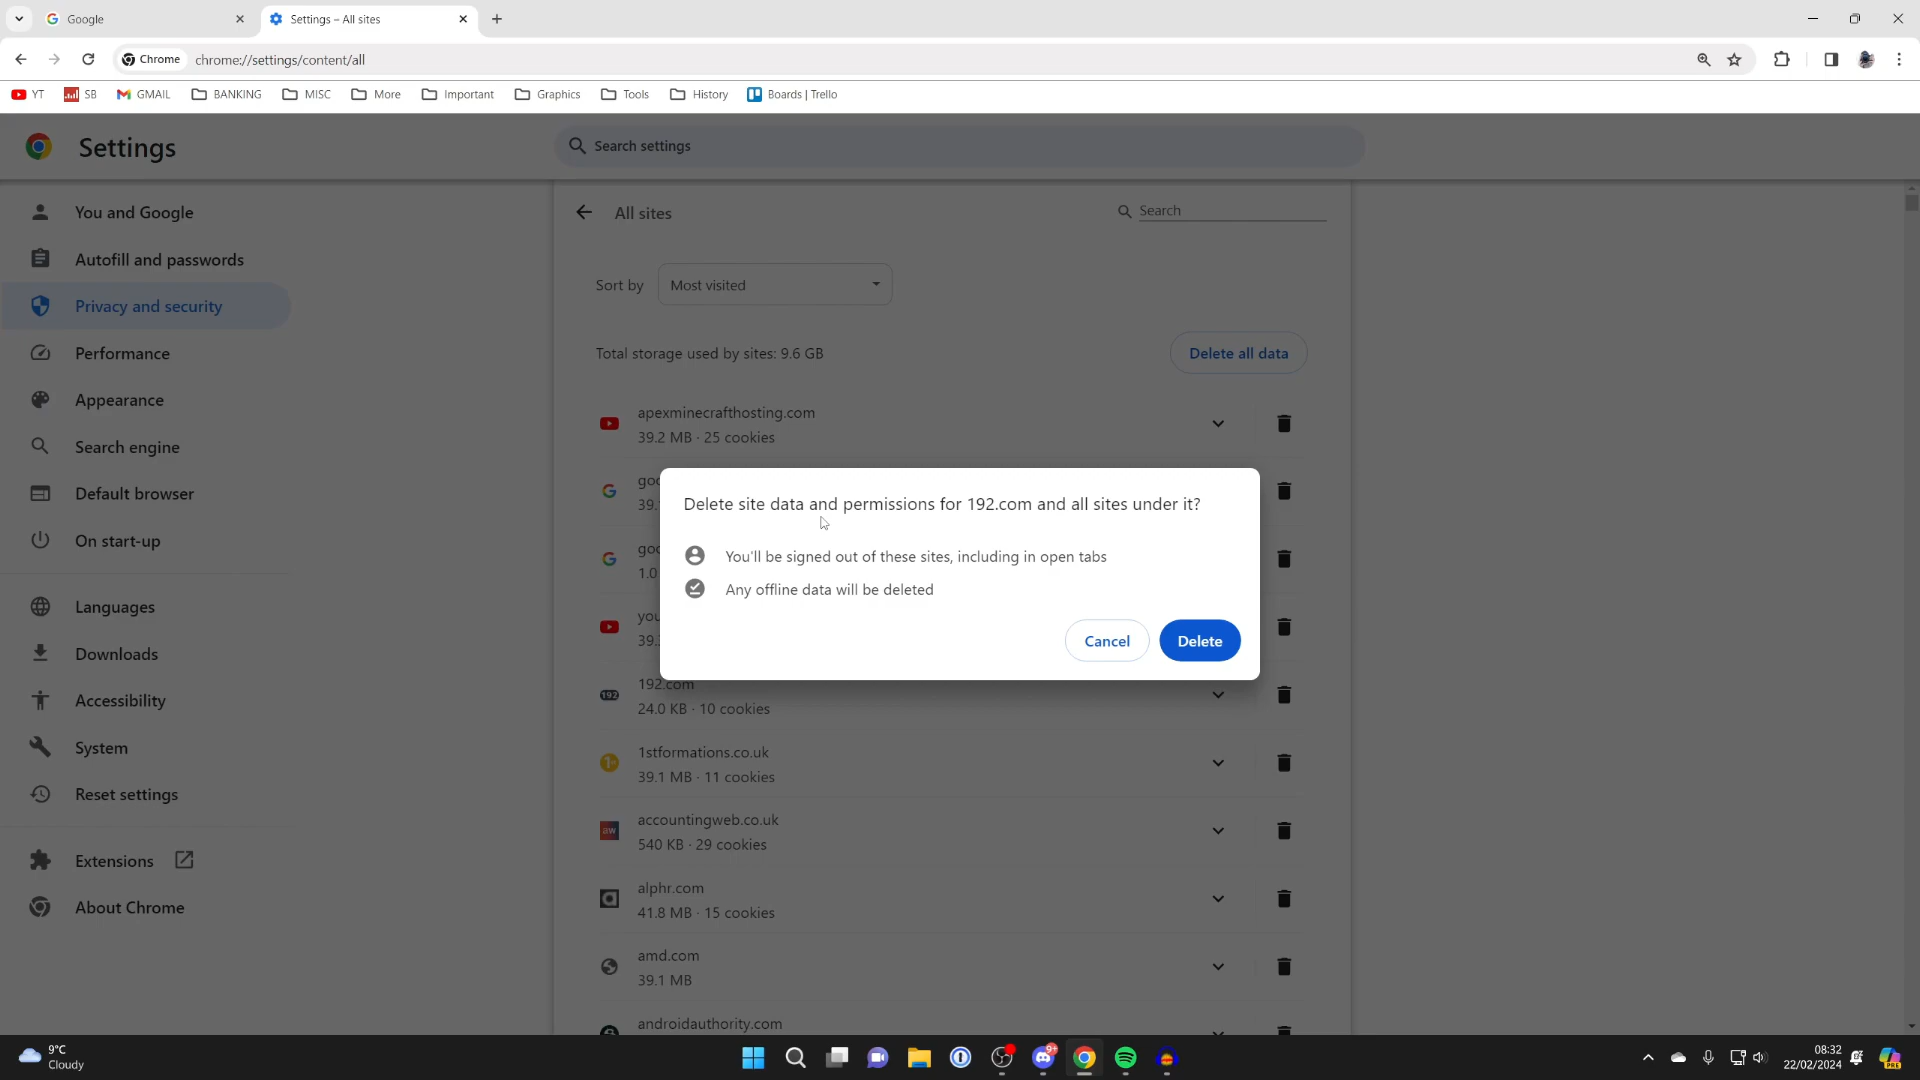 Google
Settings – All sites
Chrome
chrome://settings/content/all
YT
SB
GMAIL
BANKING
MISC
More
Important
Graphics
Tools
History
Boards | Trello
Settings
Search settings
You and Google
Autofill and passwords
Privacy and security
Performance
Appearance
Search engine
Default browser
On start-up
Languages
Downloads
Accessibility
System
Reset settings
Extensions
About Chrome
All sites
Search
Sort by
Most visited
Total storage used by sites: 9.6 GB
Delete all data
apexminecrafthosting.com
39.2 MB · 25 cookies
Delete site data and permissions for 192.com and all sites under it?
You'll be signed out of these sites, including in open tabs
Any offline data will be deleted
Cancel
Delete
192.com
24.0 KB · 10 cookies
1stformations.co.uk
39.1 MB · 11 cookies
aw
accountingweb.co.uk
540 KB · 29 cookies
alphr.com
41.8 MB · 15 cookies
amd.com
39.1 MB
androidauthority.com
9°C
Cloudy
9+
08:32
22/02/2024
PRE